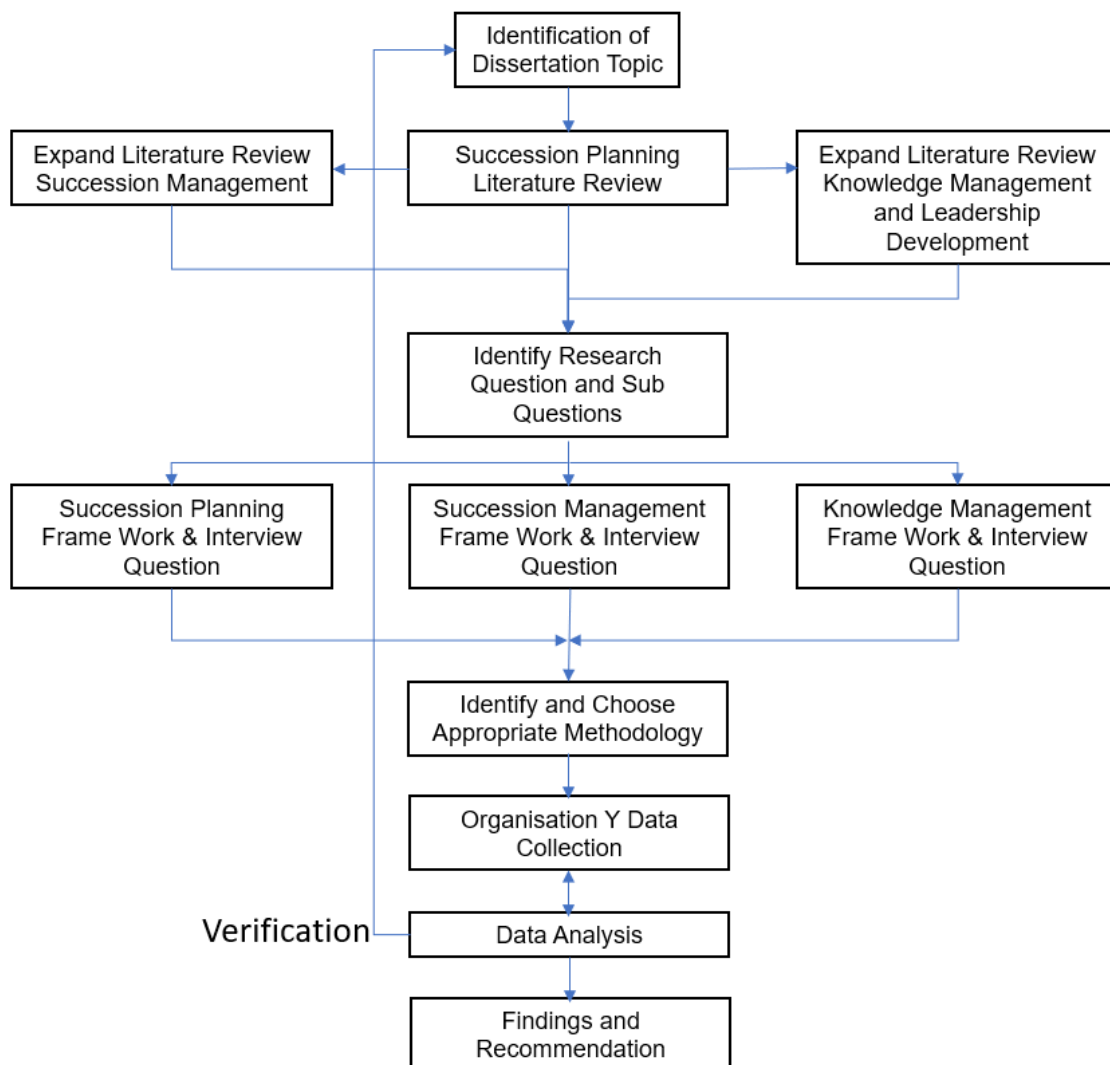 Identification of
Dissertation Topic
Expand Literature Review
Succession Management
Succession Planning
Literature Review
Expand Literature Review
Knowledge Management
and Leadership
Development
Identify Research
Question and Sub
Questions
Succession Planning
Frame Work & Interview
Question
Succession Management
Frame Work & Interview
Question
Knowledge Management
Frame Work & Interview
Question
Identify and Choose
Appropriate Methodology
Organisation Y Data
Collection
Verification
Data Analysis
Findings and
Recommendation